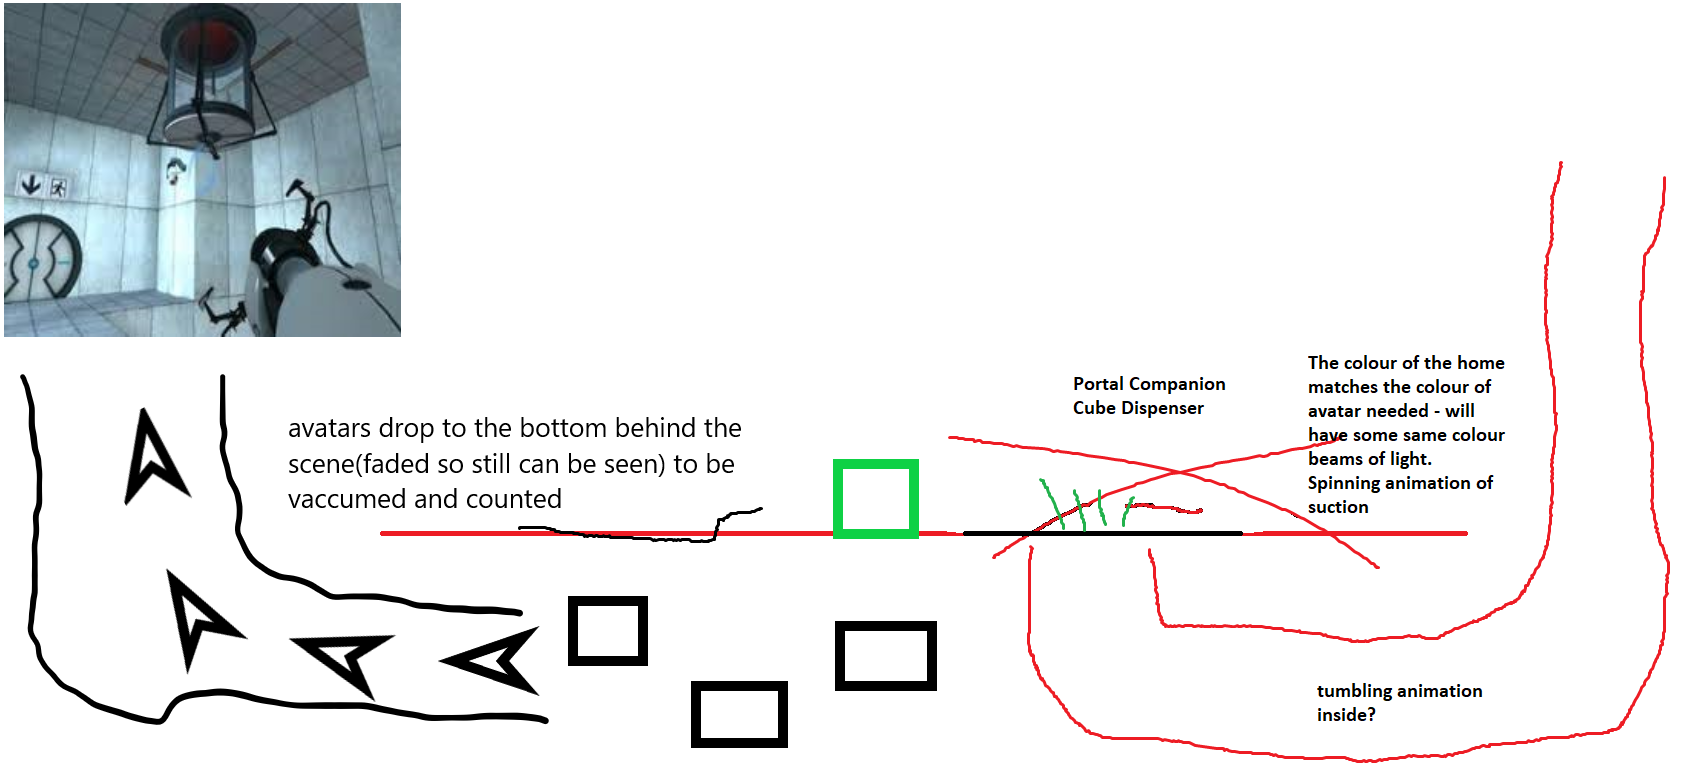 avatars drop to the bottom behind the
scene(faded so still can be seen) to be
vaccumed and counted
Portal Companion
Cube Dispenser
The colour of the home
matches the colour of
avatar needed - will
have some same colour
beams of light.
Spinning animation of
suction
tumbling animation
inside?